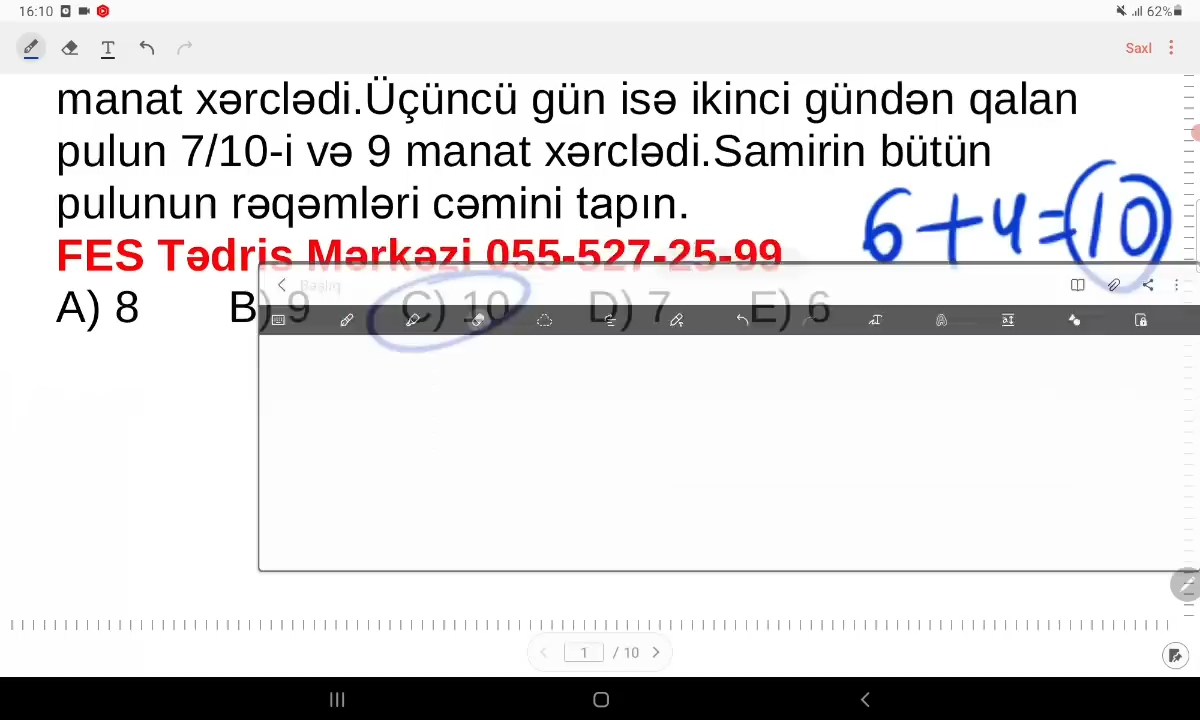 16:10 62%
Saxl
manat xərclədi.Üçüncü gün isə ikinci gündən qalan
pulun 7/10-i və 9 manat xərclədi.Samirin bütün
pulunun rəqəmləri cəmini tapın.
6+4=10
FES Tədris Mərkəzi 055-527-25-99
Başlıq
A) 8 B) 9 C) 10 D) 7 E) 6
1 / 10